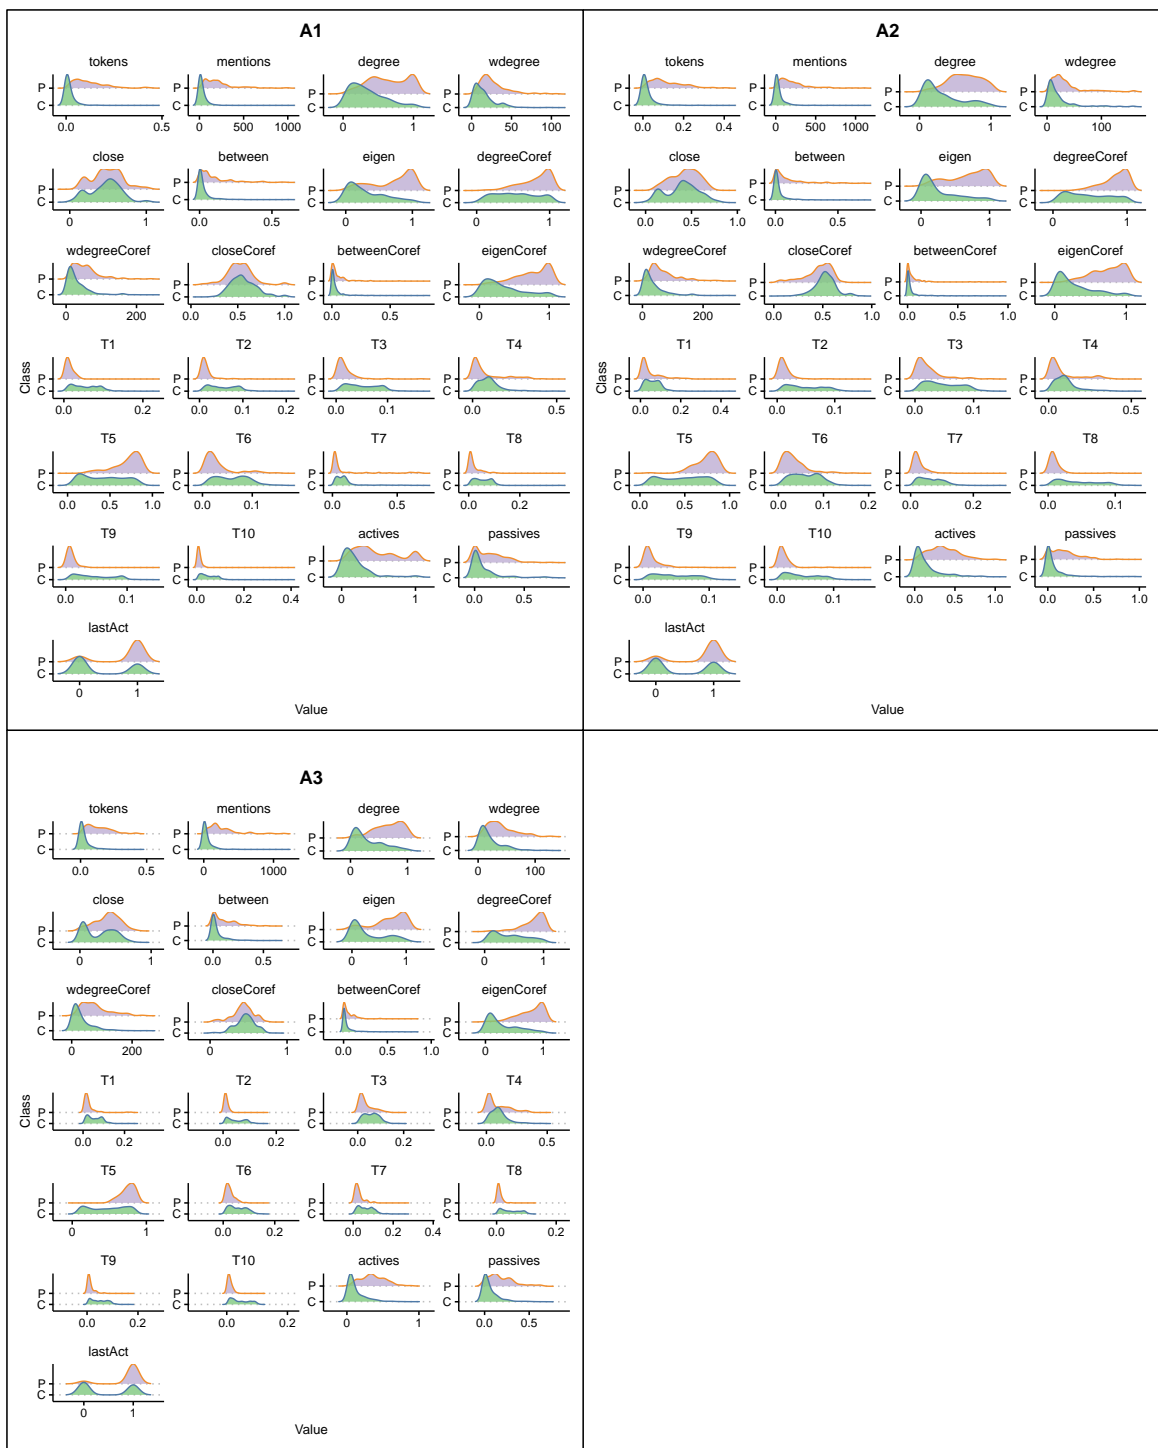 A1
tokens mentions degree wdegree
P
C
0.0 0.5 0 500 1000 0 1 0 50 100
close between eigen degreeCoref
P
C
0 1 0.0 0.5 0 1 0 1
wdegreeCoref closeCoref betweenCoref eigenCoref
P
C
0 200 0.0 0.5 1.0 0.0 0.5 0 1
T1 T2 T3 T4
Class
P
C
0.0 0.2 0.0 0.1 0.2 0.0 0.1 0.0 0.5
T5 T6 T7 T8
P
C
0.0 0.5 1.0 0.0 0.1 0.0 0.5 0.0 0.2
T9 T10 actives passives
P
C
0.0 0.1 0.0 0.2 0.4 0 1 0.0 0.5
lastAct
P
C
0 1
Value
A2
tokens mentions degree wdegree
P
C
0.0 0.2 0.4 0 500 1000 0 1 0 100
close between eigen degreeCoref
P
C
0.0 0.5 1.0 0.0 0.5 0 1 0 1
wdegreeCoref closeCoref betweenCoref eigenCoref
P
C
0 200 0.0 0.5 1.0 0.0 0.5 1.0 0 1
T1 T2 T3 T4
Class
P
C
0.0 0.2 0.4 0.0 0.1 0.0 0.1 0.0 0.5
T5 T6 T7 T8
P
C
0.0 0.5 1.0 0.0 0.1 0.2 0.0 0.2 0.0 0.1
T9 T10 actives passives
P
C
0.0 0.1 0.0 0.1 0.0 0.5 1.0 0.0 0.5 1.0
lastAct
P
C
0 1
Value
A3
tokens mentions degree wdegree
P
C
0.0 0.5 0 1000 0 1 0 100
close between eigen degreeCoref
P
C
0 1 0.0 0.5 0 1 0 1
wdegreeCoref closeCoref betweenCoref eigenCoref
P
C
0 200 0 1 0.0 0.5 1.0 0 1
T1 T2 T3 T4
Class
P
C
0.0 0.2 0.0 0.2 0.0 0.2 0.0 0.5
T5 T6 T7 T8
P
C
0 1 0.0 0.2 0.0 0.2 0.4 0.0 0.2
T9 T10 actives passives
P
C
0.0 0.2 0.0 0.2 0 1 0.0 0.5
lastAct
P
C
0 1
Value